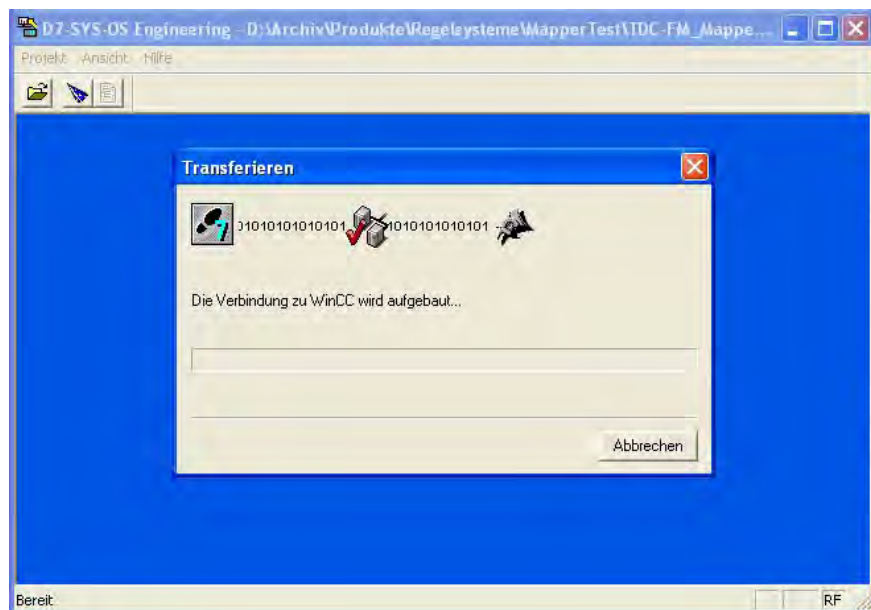 D7-SYS-OS Engineering - D:\Archiv\Produkte\Regelsysteme\MapperTest\TDC-FM_Mappe...
Projekt Ansicht Hilfe
Transferieren
01010101010101 1010101010101
Die Verbindung zu WinCC wird aufgebaut...
Abbrechen
Bereit RF